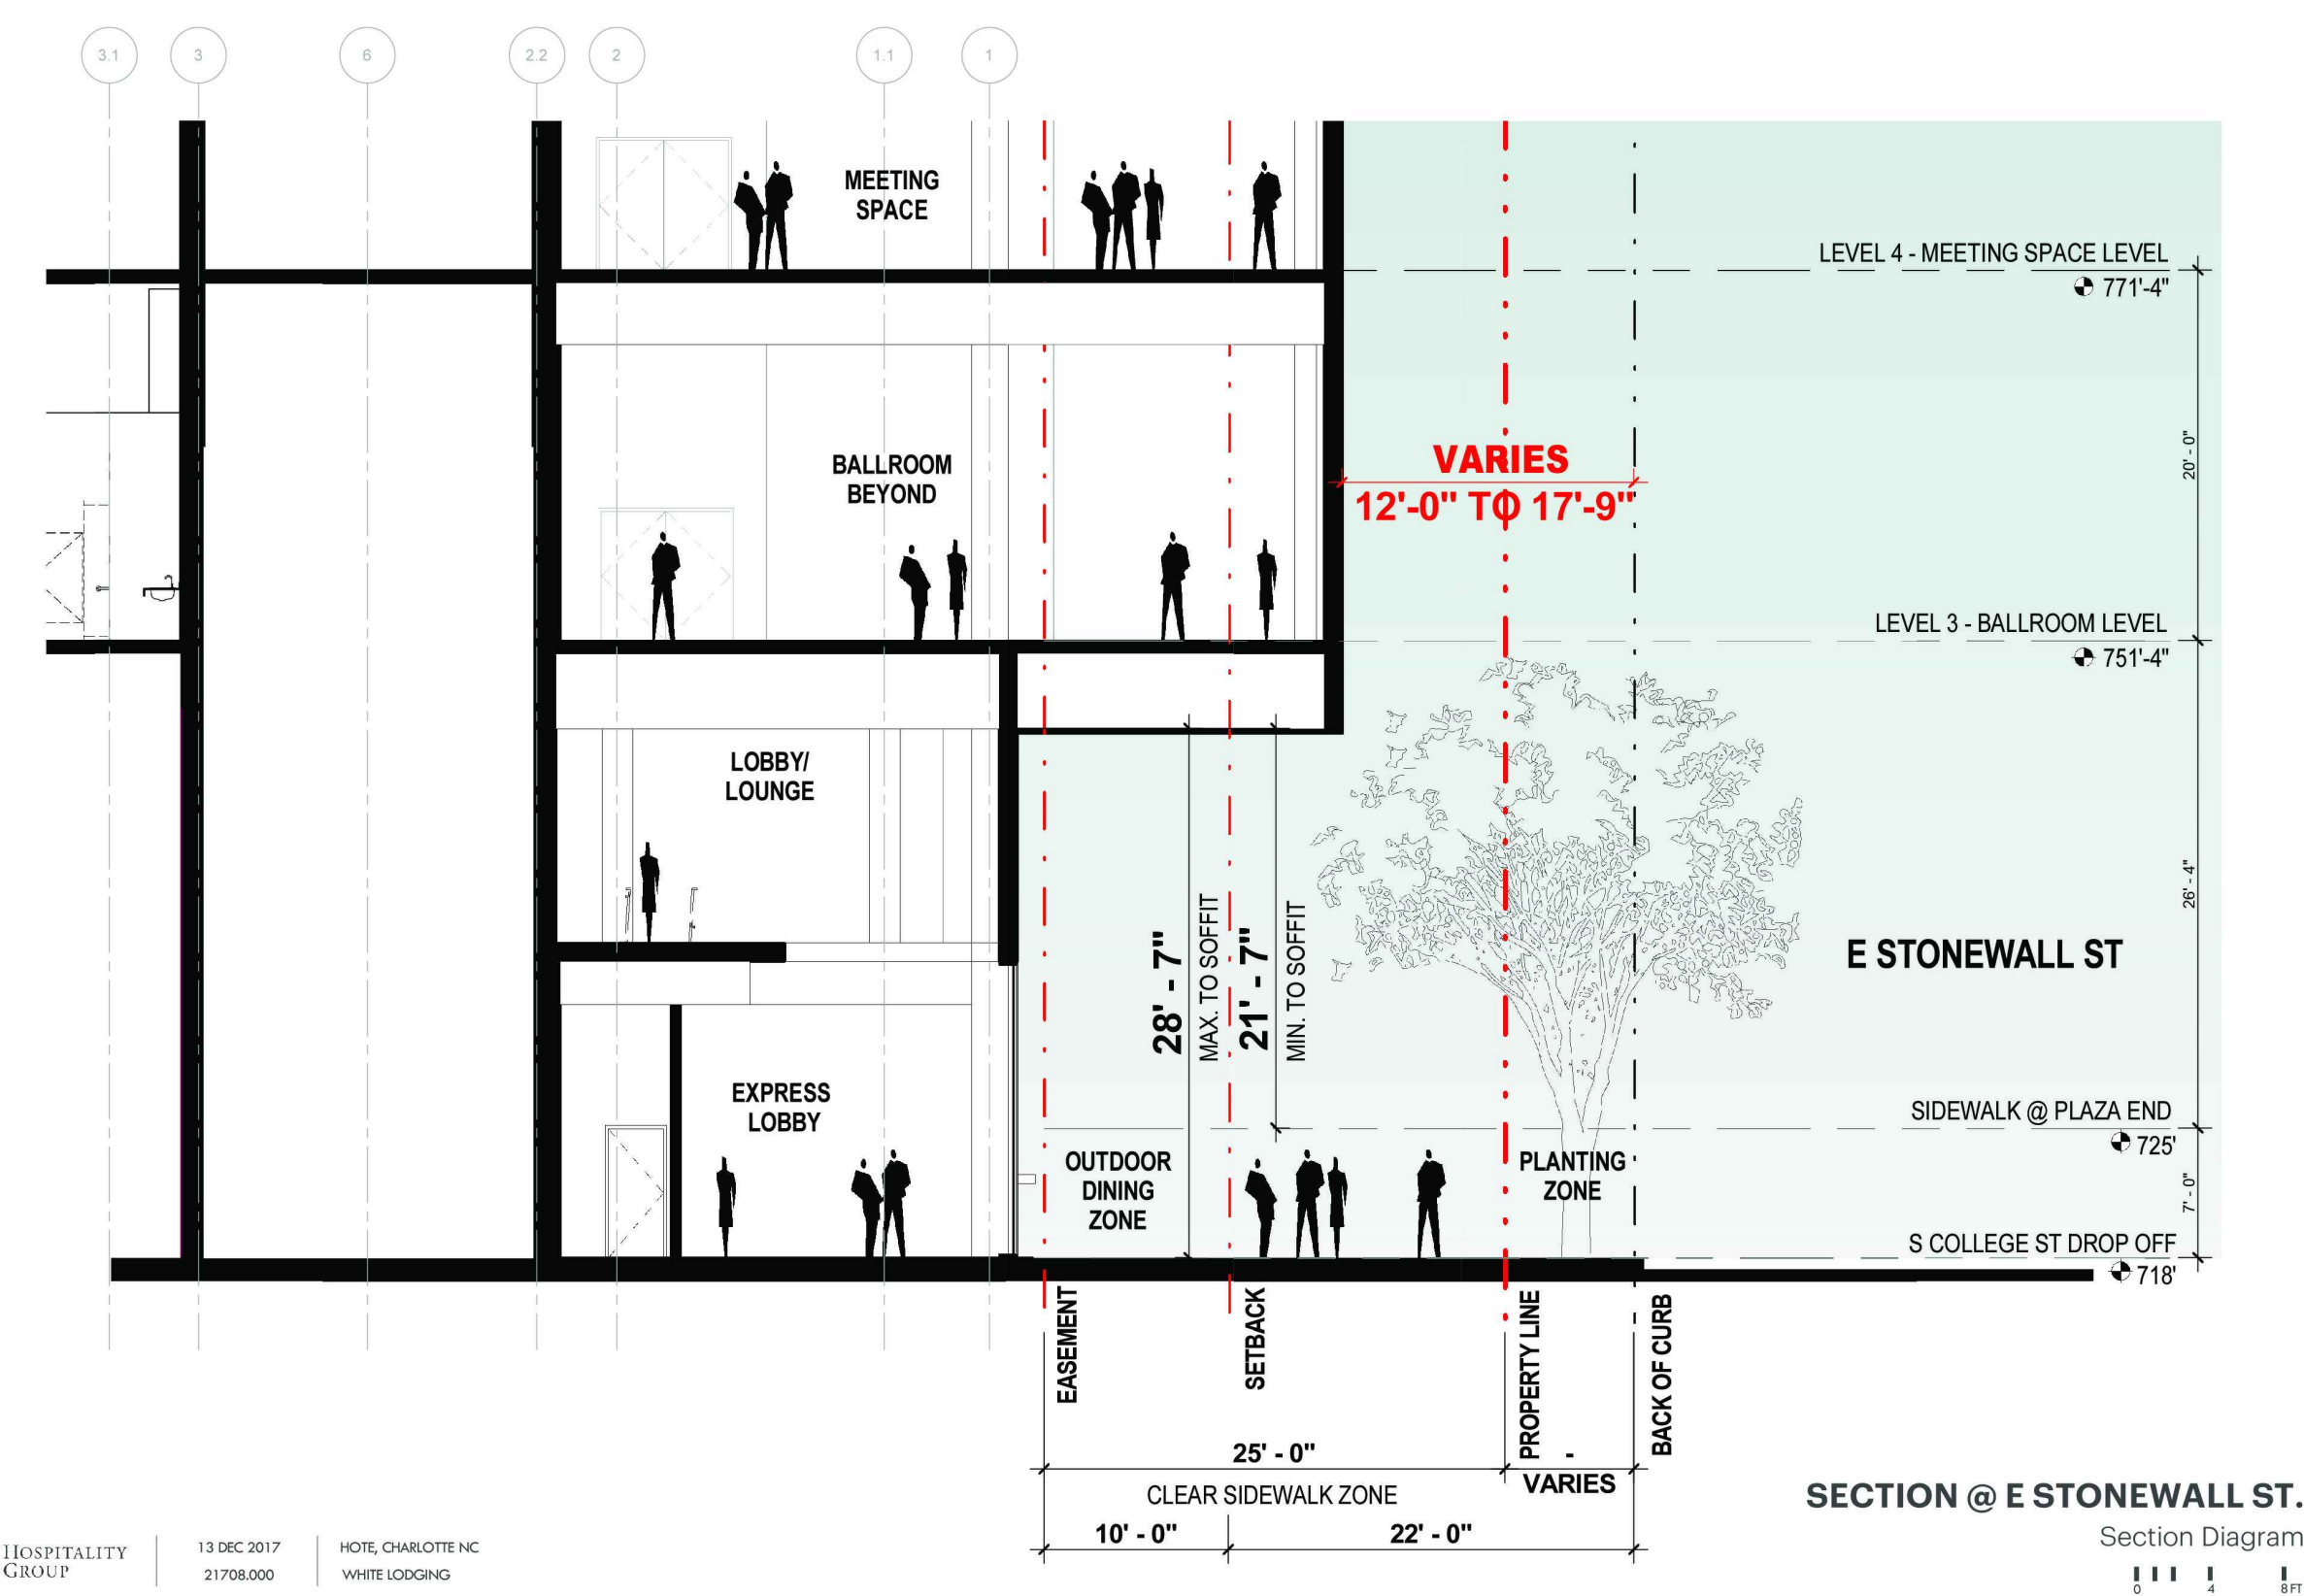 3.1
3
6
2.2
2
1.1
1
MEETING
SPACE
LEVEL 4 - MEETING SPACE LEVEL
771'-4"
BALLROOM
BEYOND
VARIES
12'-0" TO 17'-9"
20' - 0"
LEVEL 3 - BALLROOM LEVEL
751'-4"
LOBBY/
LOUNGE
28' - 7"
MAX. TO SOFFIT
21' - 7"
MIN. TO SOFFIT
26' - 4"
E STONEWALL ST
EXPRESS
LOBBY
SIDEWALK @ PLAZA END
725'
OUTDOOR
DINING
ZONE
PLANTING
ZONE
7' - 0"
S COLLEGE ST DROP OFF
718'
EASEMENT
SETBACK
PROPERTY LINE
BACK OF CURB
25' - 0"
-
VARIES
CLEAR SIDEWALK ZONE
10' - 0"
22' - 0"
SECTION @ E STONEWALL ST.
Section Diagram
0 4 8 FT
HOSPITALITY
GROUP
13 DEC 2017
21708.000
HOTE, CHARLOTTE NC
WHITE LODGING